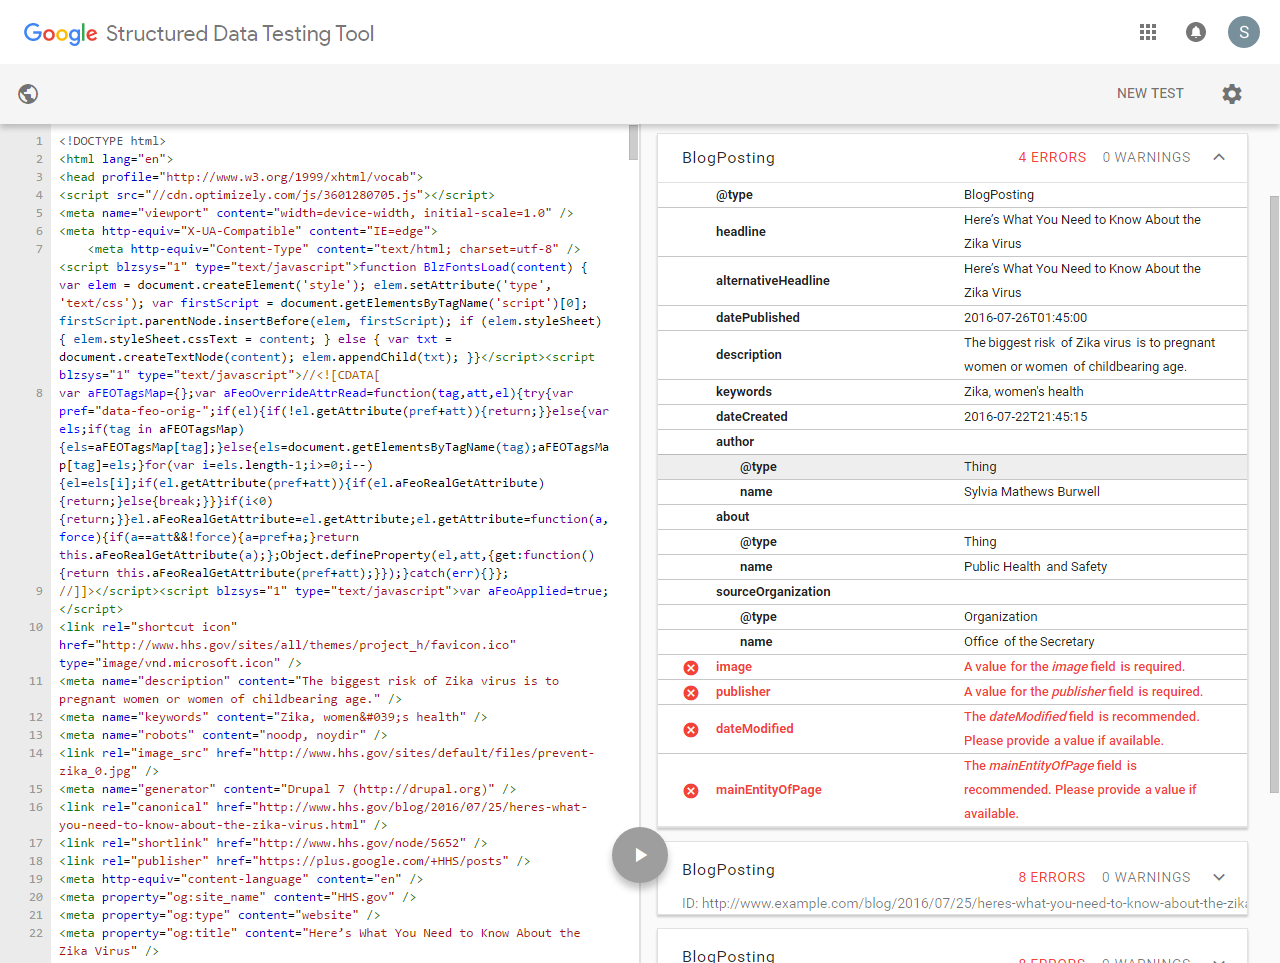 Google Structured Data Testing Tool
S
NEW TEST
1 <!DOCTYPE html>
2 <html lang="en">
3 <head profile="http://www.w3.org/1999/xhtml/vocab">
4 <script src="//cdn.optimizely.com/js/3601280705.js"></script>
5 <meta name="viewport" content="width=device-width, initial-scale=1.0" />
6 <meta http-equiv="X-UA-Compatible" content="IE=edge">
7 <meta http-equiv="Content-Type" content="text/html; charset=utf-8" />
<script blzsys="1" type="text/javascript">function BlzFontsLoad(content) {
var elem = document.createElement('style'); elem.setAttribute('type',
'text/css'); var firstScript = document.getElementsByTagName('script')[0];
firstScript.parentNode.insertBefore(elem, firstScript); if (elem.styleSheet)
{ elem.styleSheet.cssText = content; } else { var txt =
document.createTextNode(content); elem.appendChild(txt); }}</script><script
blzsys="1" type="text/javascript">//<![CDATA[
8 var aFEOTagsMap={};var aFeoOverrideAttrRead=function(tag,att,el){try{var
pref="data-feo-orig-";if(el){if(!el.getAttribute(pref+att)){return;}}else{var
els;if(tag in aFEOTagsMap)
{els=aFEOTagsMap[tag];}else{els=document.getElementsByTagName(tag);aFEOTagsMa
p[tag]=els;}for(var i=els.length-1;i>=0;i--)
{el=els[i];if(el.getAttribute(pref+att)){if(el.aFeoRealGetAttribute)
{return;}else{break;}}}if(i<0)
{return;}}el.aFeoRealGetAttribute=el.getAttribute;el.getAttribute=function(a,
force){if(a==att&&!force){a=pref+a;}return
this.aFeoRealGetAttribute(a);};Object.defineProperty(el,att,{get:function()
{return this.aFeoRealGetAttribute(pref+att);}});}catch(err){}};
9 //]]></script><script blzsys="1" type="text/javascript">var aFeoApplied=true;
</script>
10 <link rel="shortcut icon"
href="http://www.hhs.gov/sites/all/themes/project_h/favicon.ico"
type="image/vnd.microsoft.icon" />
11 <meta name="description" content="The biggest risk of Zika virus is to
pregnant women or women of childbearing age." />
12 <meta name="keywords" content="Zika, women&#039;s health" />
13 <meta name="robots" content="noodp, noydir" />
14 <link rel="image_src" href="http://www.hhs.gov/sites/default/files/prevent-
zika_0.jpg" />
15 <meta name="generator" content="Drupal 7 (http://drupal.org)" />
16 <link rel="canonical" href="http://www.hhs.gov/blog/2016/07/25/heres-what-
you-need-to-know-about-the-zika-virus.html" />
17 <link rel="shortlink" href="http://www.hhs.gov/node/5652" />
18 <link rel="publisher" href="https://plus.google.com/+HHS/posts" />
19 <meta http-equiv="content-language" content="en" />
20 <meta property="og:site_name" content="HHS.gov" />
21 <meta property="og:type" content="website" />
22 <meta property="og:title" content="Here’s What You Need to Know About the
Zika Virus" />
BlogPosting 4 ERRORS 0 WARNINGS
@type BlogPosting
headline Here’s What You Need to Know About the
Zika Virus
alternativeHeadline Here’s What You Need to Know About the
Zika Virus
datePublished 2016-07-26T01:45:00
description The biggest risk of Zika virus is to pregnant
women or women of childbearing age.
keywords Zika, women's health
dateCreated 2016-07-22T21:45:15
author
@type Thing
name Sylvia Mathews Burwell
about
@type Thing
name Public Health and Safety
sourceOrganization
@type Organization
name Office of the Secretary
image A value for the image field is required.
publisher A value for the publisher field is required.
dateModified The dateModified field is recommended.
Please provide a value if available.
mainEntityOfPage The mainEntityOfPage field is
recommended. Please provide a value if
available.
BlogPosting 8 ERRORS 0 WARNINGS
ID: http://www.example.com/blog/2016/07/25/heres-what-you-need-to-know-about-the-zik
BlogPosting 8 ERRORS 0 WARNINGS